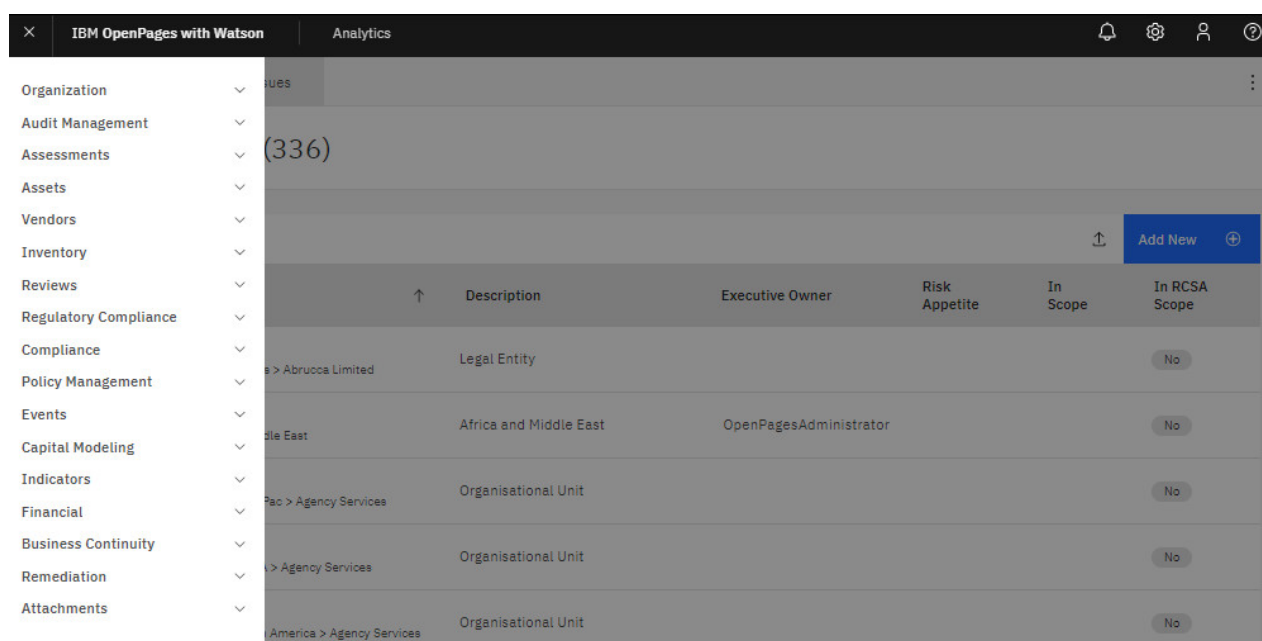 IBM OpenPages with Watson
Analytics
Organization
Audit Management
Assessments
Assets
Vendors
Inventory
Reviews
Regulatory Compliance
Compliance
Policy Management
Events
Capital Modeling
Indicators
Financial
Business Continuity
Remediation
Attachments
(336)
Add New
Description Executive Owner Risk Appetite In Scope In RCSA Scope
> Abrucca Limited Legal Entity No
East Africa and Middle East OpenPagesAdministrator No
> Agency Services Organisational Unit No
> Agency Services Organisational Unit No
America > Agency Services Organisational Unit No